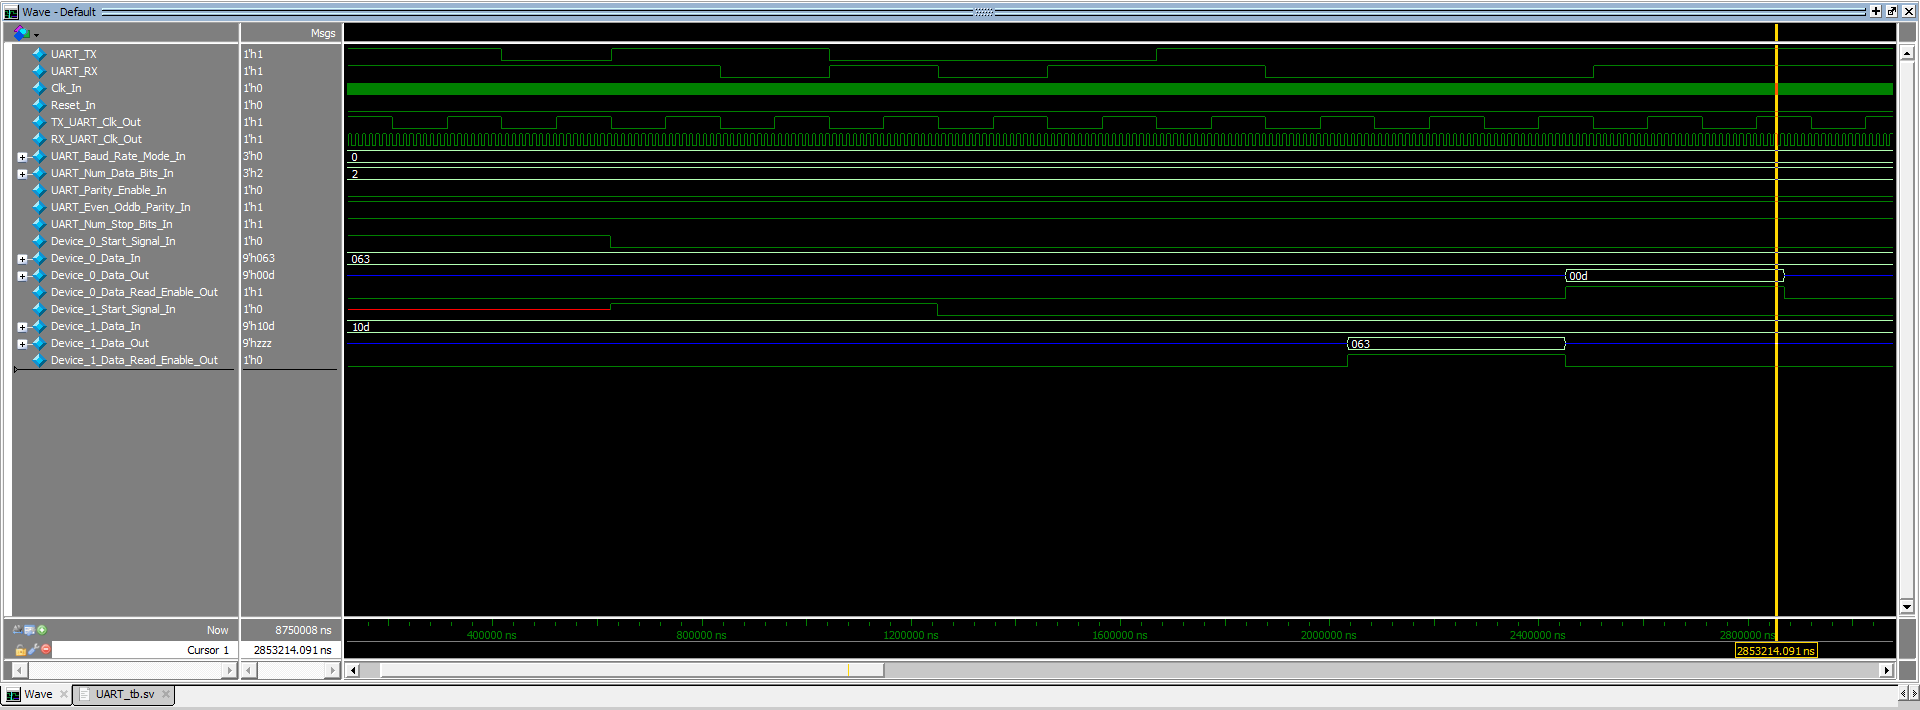 Wave - Default
Msgs
UART_TX 1'h1
UART_RX 1'h1
Clk_In 1'h0
Reset_In 1'h0
TX_UART_Clk_Out 1'h1
RX_UART_Clk_Out 1'h1
UART_Baud_Rate_Mode_In 3'h0 0
UART_Num_Data_Bits_In 3'h2 2
UART_Parity_Enable_In 1'h0
UART_Even_Oddb_Parity_In 1'h1
UART_Num_Stop_Bits_In 1'h1
Device_0_Start_Signal_In 1'h0
Device_0_Data_In 9'h063 063
Device_0_Data_Out 9'h00d 00d
Device_0_Data_Read_Enable_Out 1'h1
Device_1_Start_Signal_In 1'h0
Device_1_Data_In 9'h10d 10d
Device_1_Data_Out 9'hzzz 063
Device_1_Data_Read_Enable_Out 1'h0
Now 8750008 ns 400000 ns 800000 ns 1200000 ns 1600000 ns 2000000 ns 2400000 ns 2800000 ns
Cursor 1 2853214.091 ns 2853214.091 ns
Wave UART_tb.sv